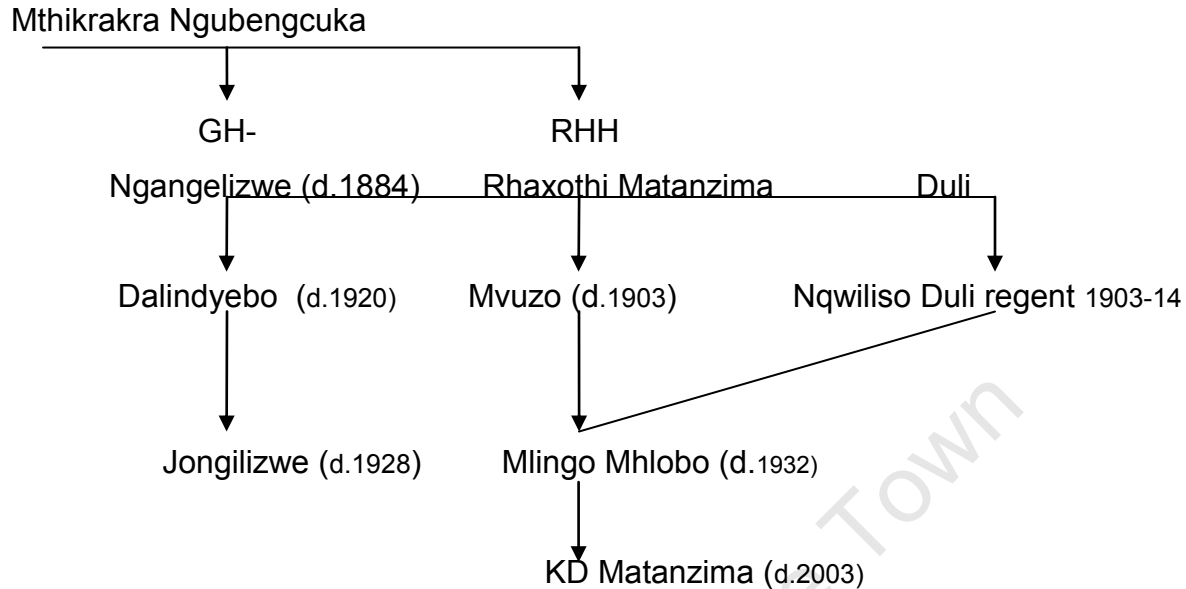 Mthikrakra Ngubengcuka
GH- RHH
Ngangelizwe (d.1884) Rhaxothi Matanzima Duli
Dalindyebo (d.1920) Mvuzo (d.1903) Nqwiliso Duli regent 1903-14
Jongilizwe (d.1928) Mlingo Mhlobo (d.1932)
KD Matanzima (d.2003)
Town